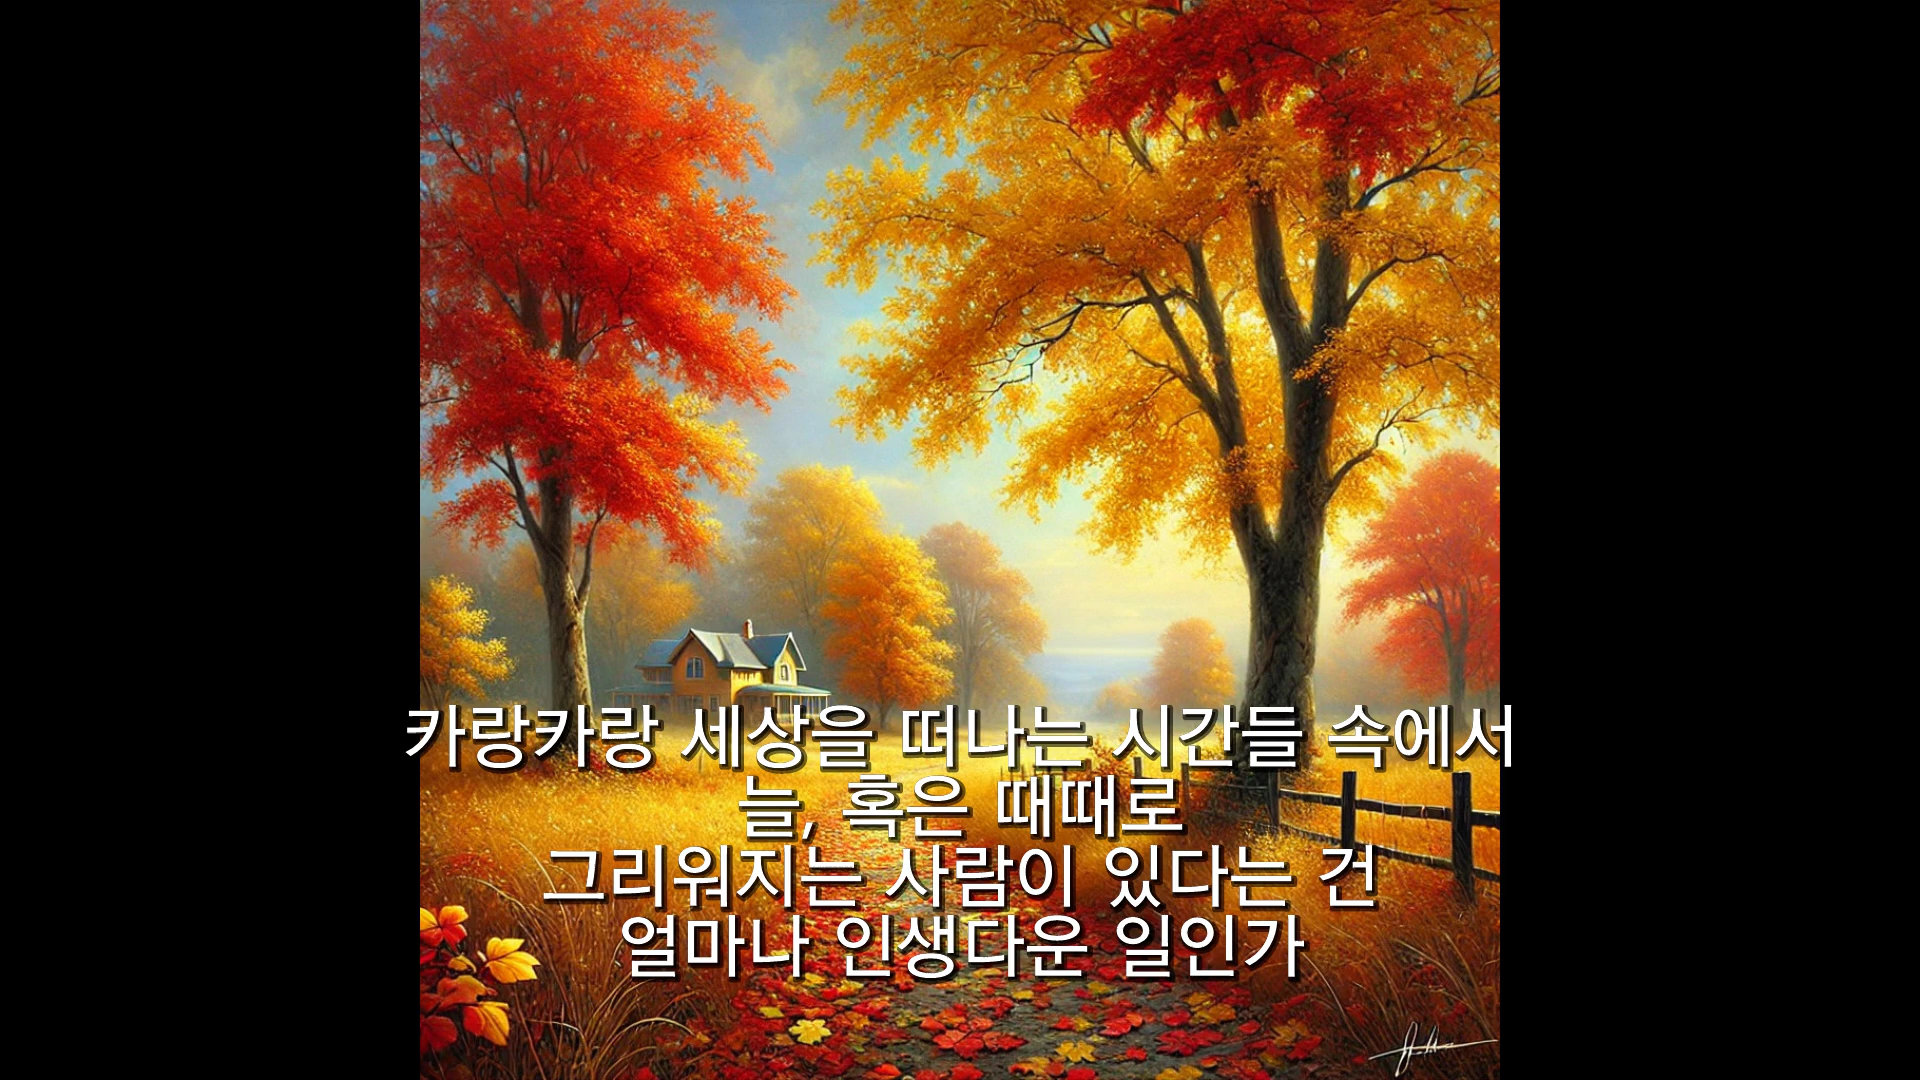 카랑카랑 세상을 떠나는 시간들 속에서
늘, 혹은 때때로
그리워지는 사람이 있다는 건
얼마나 인생다운 일인가